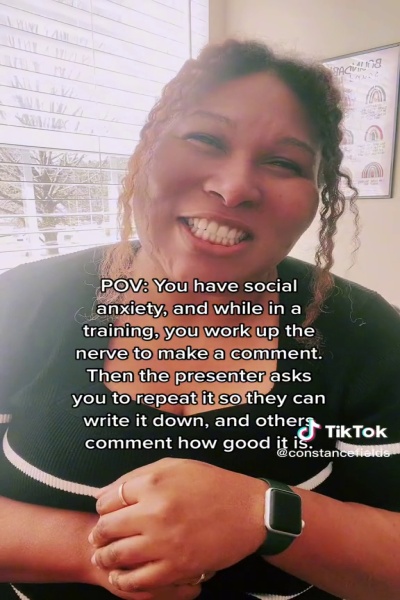 BOUNDARIES
POV: You have social
anxiety, and while in a
training, you work up the
nerve to make a comment.
Then the presenter asks
you to repeat it so they can
write it down, and others
comment how good it is.
TikTok
@constancefields